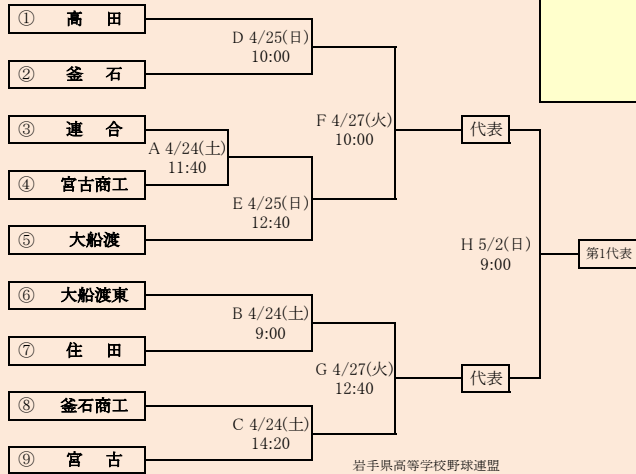 ① 高 田
D 4/25(日)
10:00
② 釜 石
F 4/27(火)
10:00
代表
③ 連 合
A 4/24(土)
11:40
④ 宮古商工
E 4/25(日)
12:40
⑤ 大船渡
H 5/2(日)
9:00
第1代表
⑥ 大船渡東
B 4/24(土)
9:00
⑦ 住 田
G 4/27(火)
12:40
代表
⑧ 釜石商工
C 4/24(土)
14:20
⑨ 宮 古
岩手県高等学校野球連盟